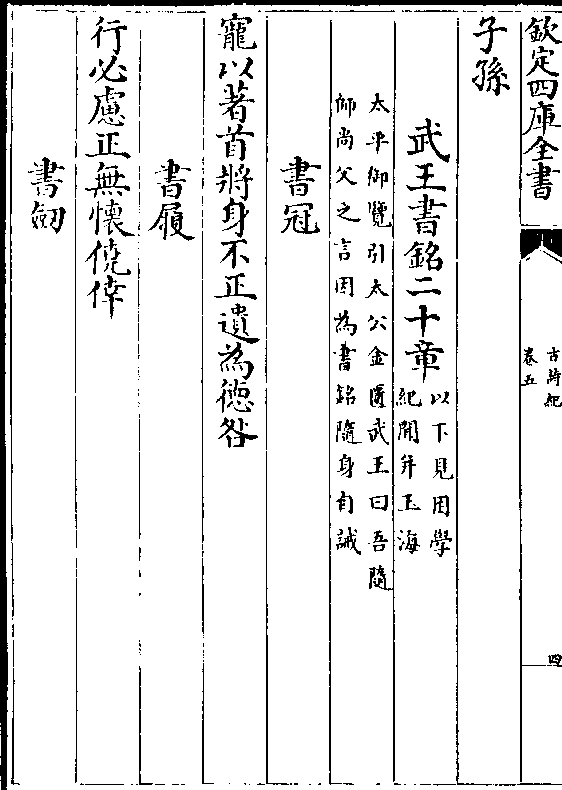 欽定四庫全書
古詩紀
卷五
四
子孫
武王書銘二十章
以下見困學
紀聞并玉海
太平御覽引太公金匱武王曰吾隨
師尚父之言因為書銘隨身自誡
書冠
寵以著首將身不正遺為德咎
書履
行必慮正無懐僥倖
書劒